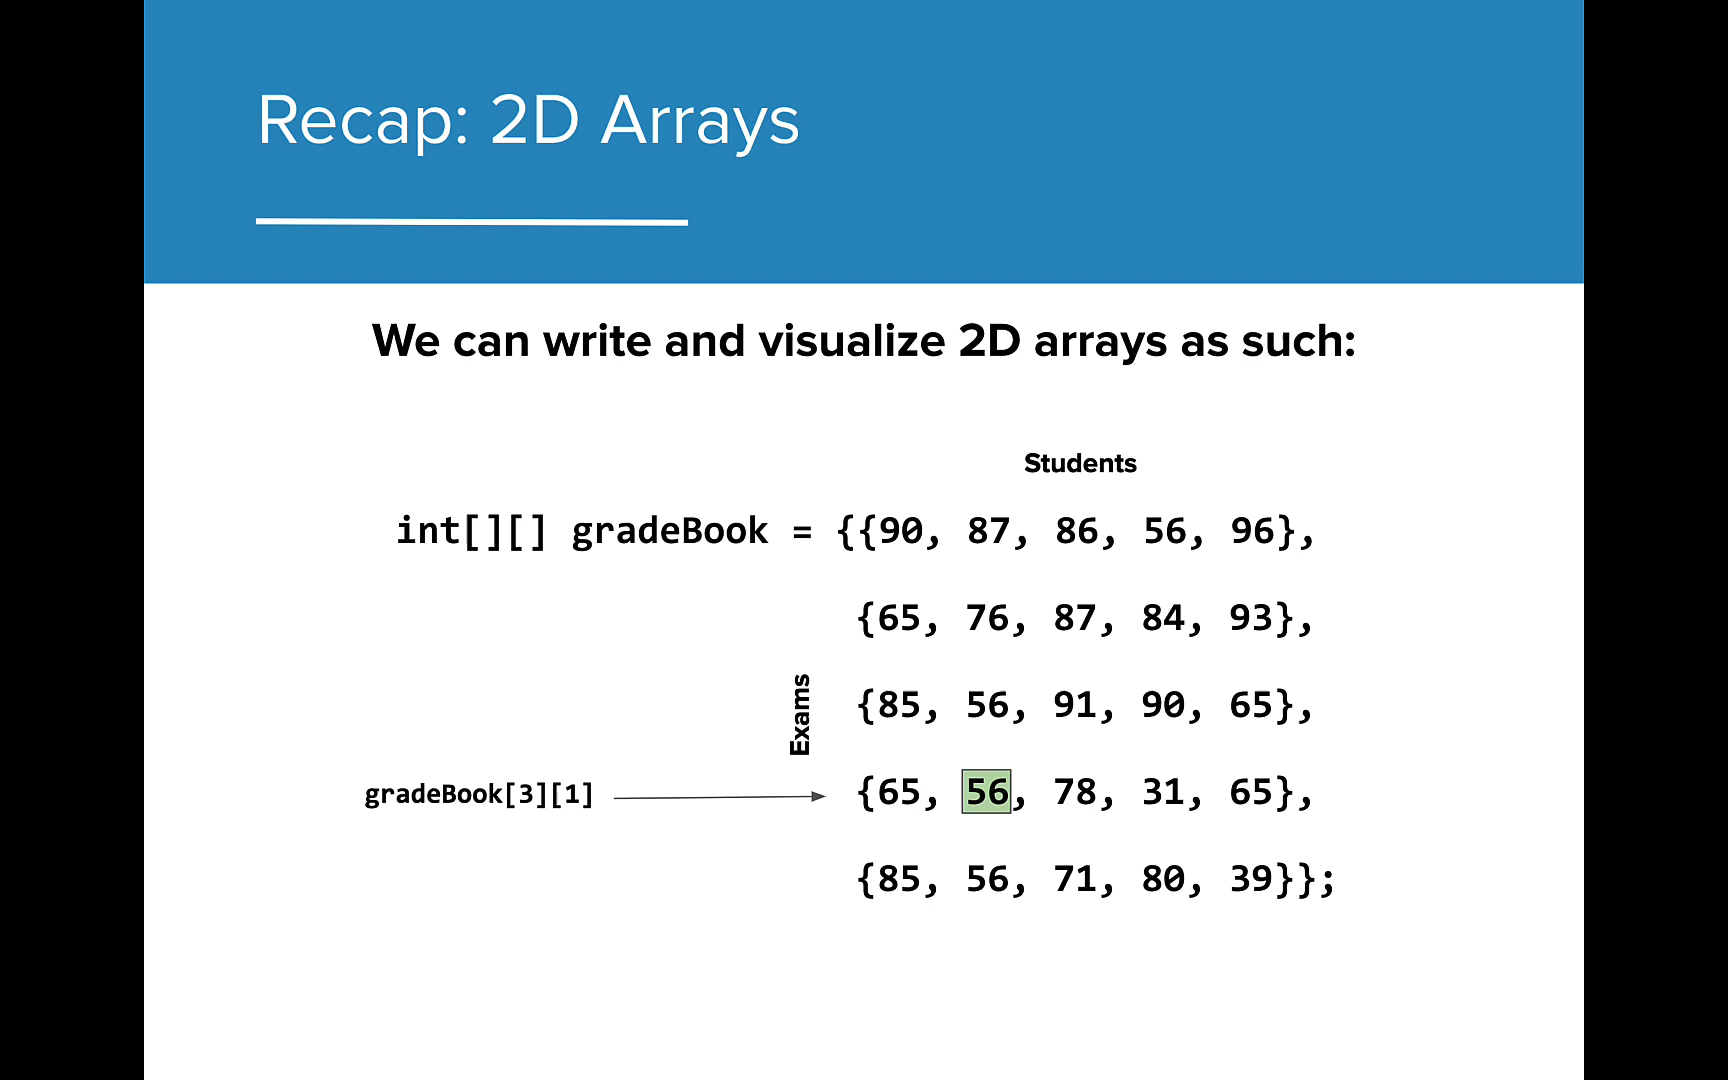 Recap: 2D Arrays
We can write and visualize 2D arrays as such:
Students
int[][] gradeBook = {{90, 87, 86, 56, 96},
{65, 76, 87, 84, 93},
Exams
{85, 56, 91, 90, 65},
gradeBook[3][1]
{65, 56, 78, 31, 65},
{85, 56, 71, 80, 39}};